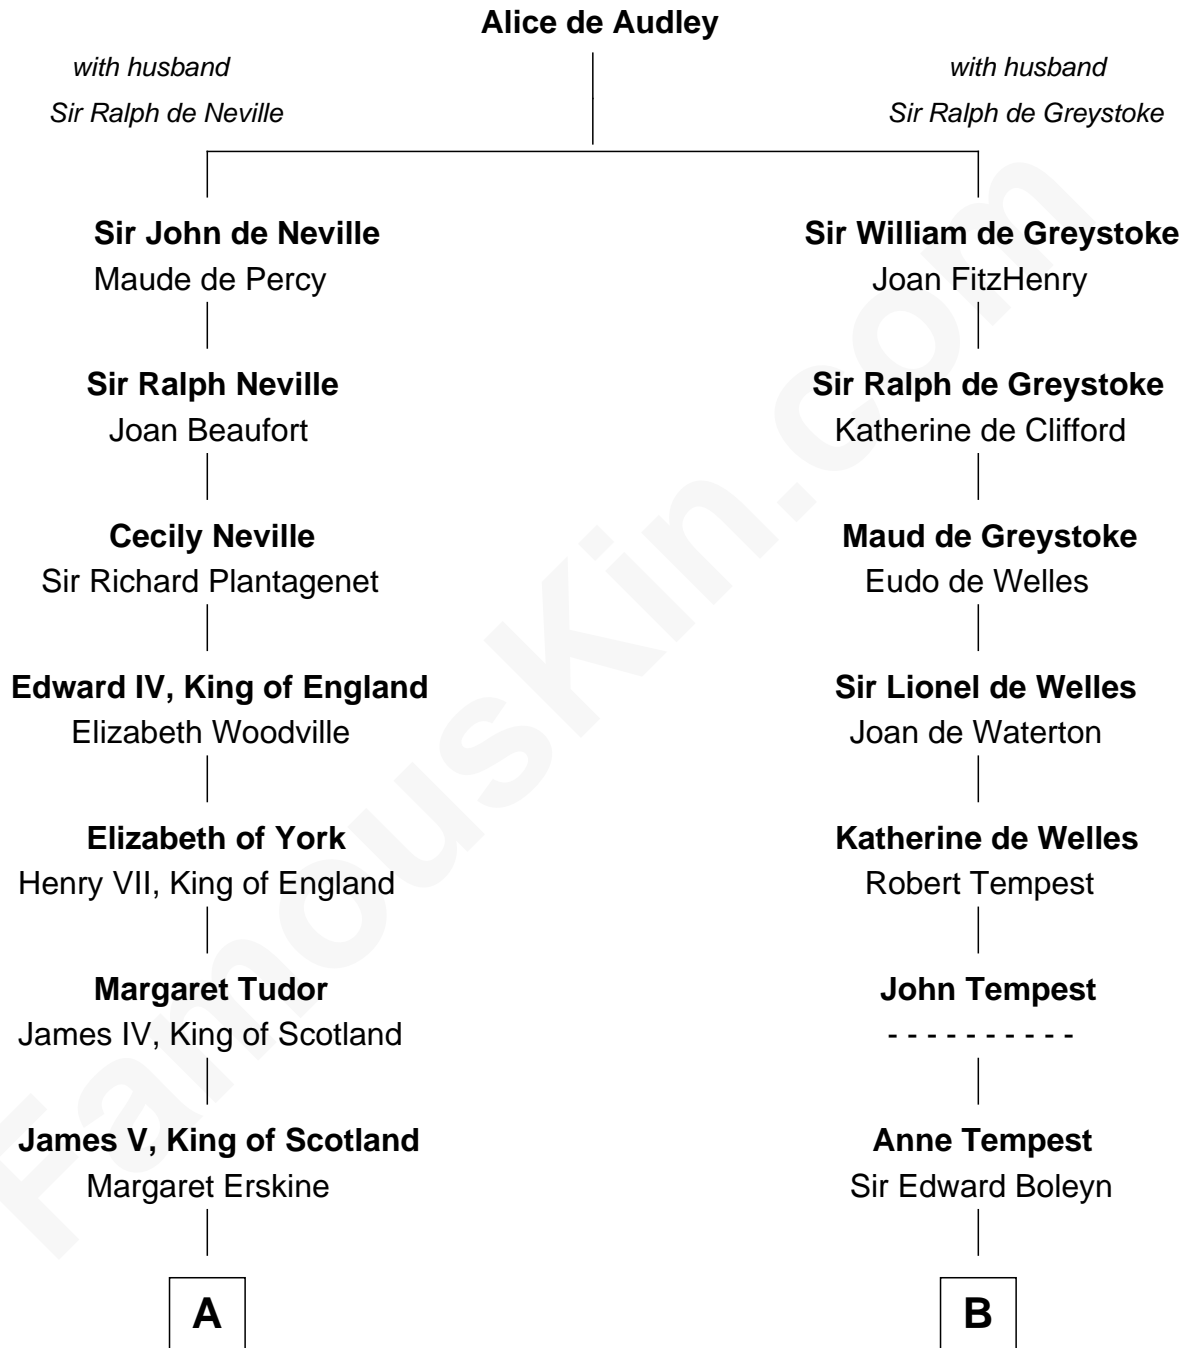 Alice de Audley
with husband
Sir Ralph de Neville
with husband
Sir Ralph de Greystoke
Sir John de Neville
Maude de Percy
Sir William de Greystoke
Joan FitzHenry
Sir Ralph Neville
Joan Beaufort
Sir Ralph de Greystoke
Katherine de Clifford
Cecily Neville
Sir Richard Plantagenet
Maud de Greystoke
Eudo de Welles
Edward IV, King of England
Elizabeth Woodville
Sir Lionel de Welles
Joan de Waterton
Elizabeth of York
Henry VII, King of England
Katherine de Welles
Robert Tempest
Margaret Tudor
James IV, King of Scotland
John Tempest
- - - - - - - - - -
James V, King of Scotland
Margaret Erskine
Anne Tempest
Sir Edward Boleyn
A
B
FamousKin.com